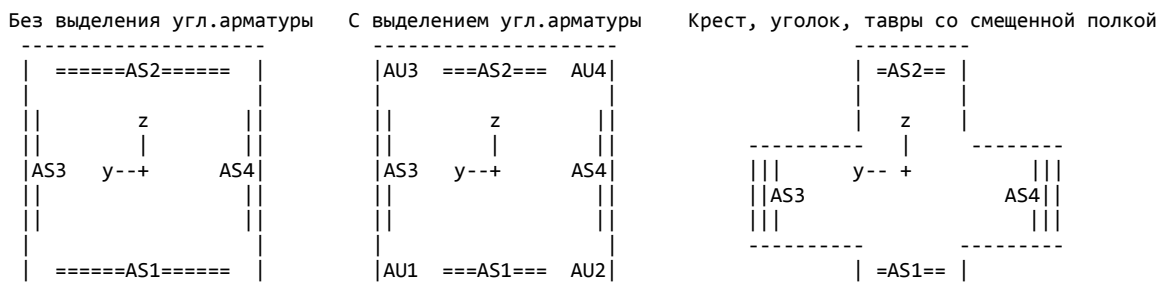 Без выделения угл.арматуры    С выделением угл.арматуры    Крест, уголок, тавры со смещенной полкой
 ---------------------          ---------------------                    ----------
|  ======AS2======  |          |AU3  ===AS2===  AU4|                    | =AS2== |
|                   |          |                   |                    |        |
||        z        ||          ||        z        ||                    |   z    |
||        |        ||          ||        |        ||          ----------    |     --------
|AS3   y--+      AS4|          |AS3   y--+      AS4|          |||      y-- +          |||
||                 ||          ||                 ||          ||AS3                AS4||
||                 ||          ||                 ||          |||                     |||
|                   |          |                   |          ----------        ---------
|  ======AS1======  |          |AU1  ===AS1===  AU2|                    | =AS1== |